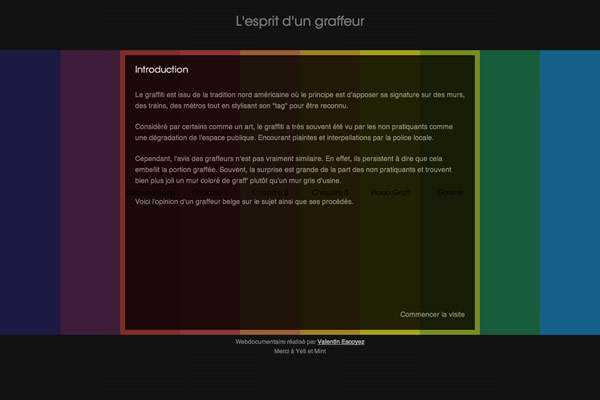 L'esprit d'un graffeur
Introduction
Le graffiti est issu de la tradition nord américaine où le principe est d'apposer sa signature sur des murs,
des trains, des métros tout en stylisant son "tag" pour être reconnu.
Considéré par certains comme un art, le graffiti a très souvent été vu par les non pratiquants comme
une dégradation de l'espace publique. Encourant plaintes et interpellations par la police locale.
Cependant, l'avis des graffeurs n'est pas vraiment similaire. En effet, ils persistent à dire que cela
embellit la portion graffée. Souvent, la surprise est grande de la part des non pratiquants et trouvent
bien plus joli un mur coloré de graff' plutôt qu'un mur gris d'usine.
Chapitre 2 Chapitre 3 Video Graff Galerie
Voici l'opinion d'un graffeur belge sur le sujet ainsi que ses procédés.
Commencer la visite
Webdocumentaire réalisé par Valentin Escoyez
Merci à Yeti et Mint